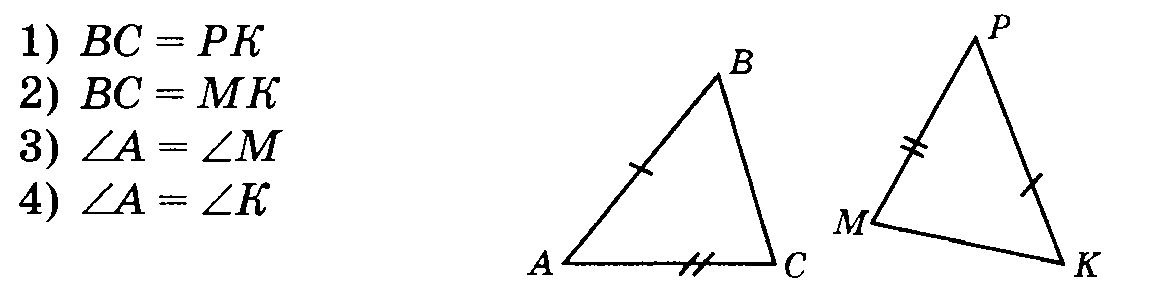 1) BC = PK
2) BC = MK
3) ∠A = ∠M
4) ∠A = ∠K
B
A
C
P
M
K